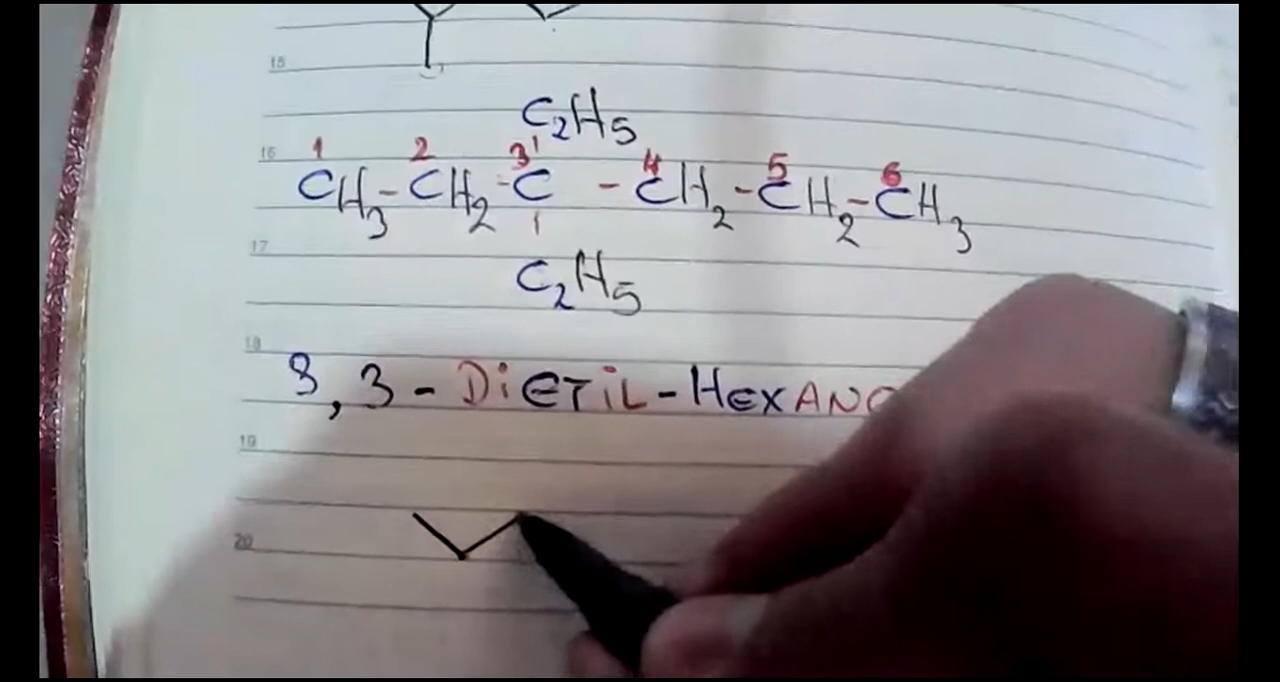 15
C₂H₅
16 1 2 3 4 5 6
CH₃-CH₂-C-CH₂-CH₂-CH₃
17
C₂H₅
18
3,3-DiETiL-HEXAN
19
20